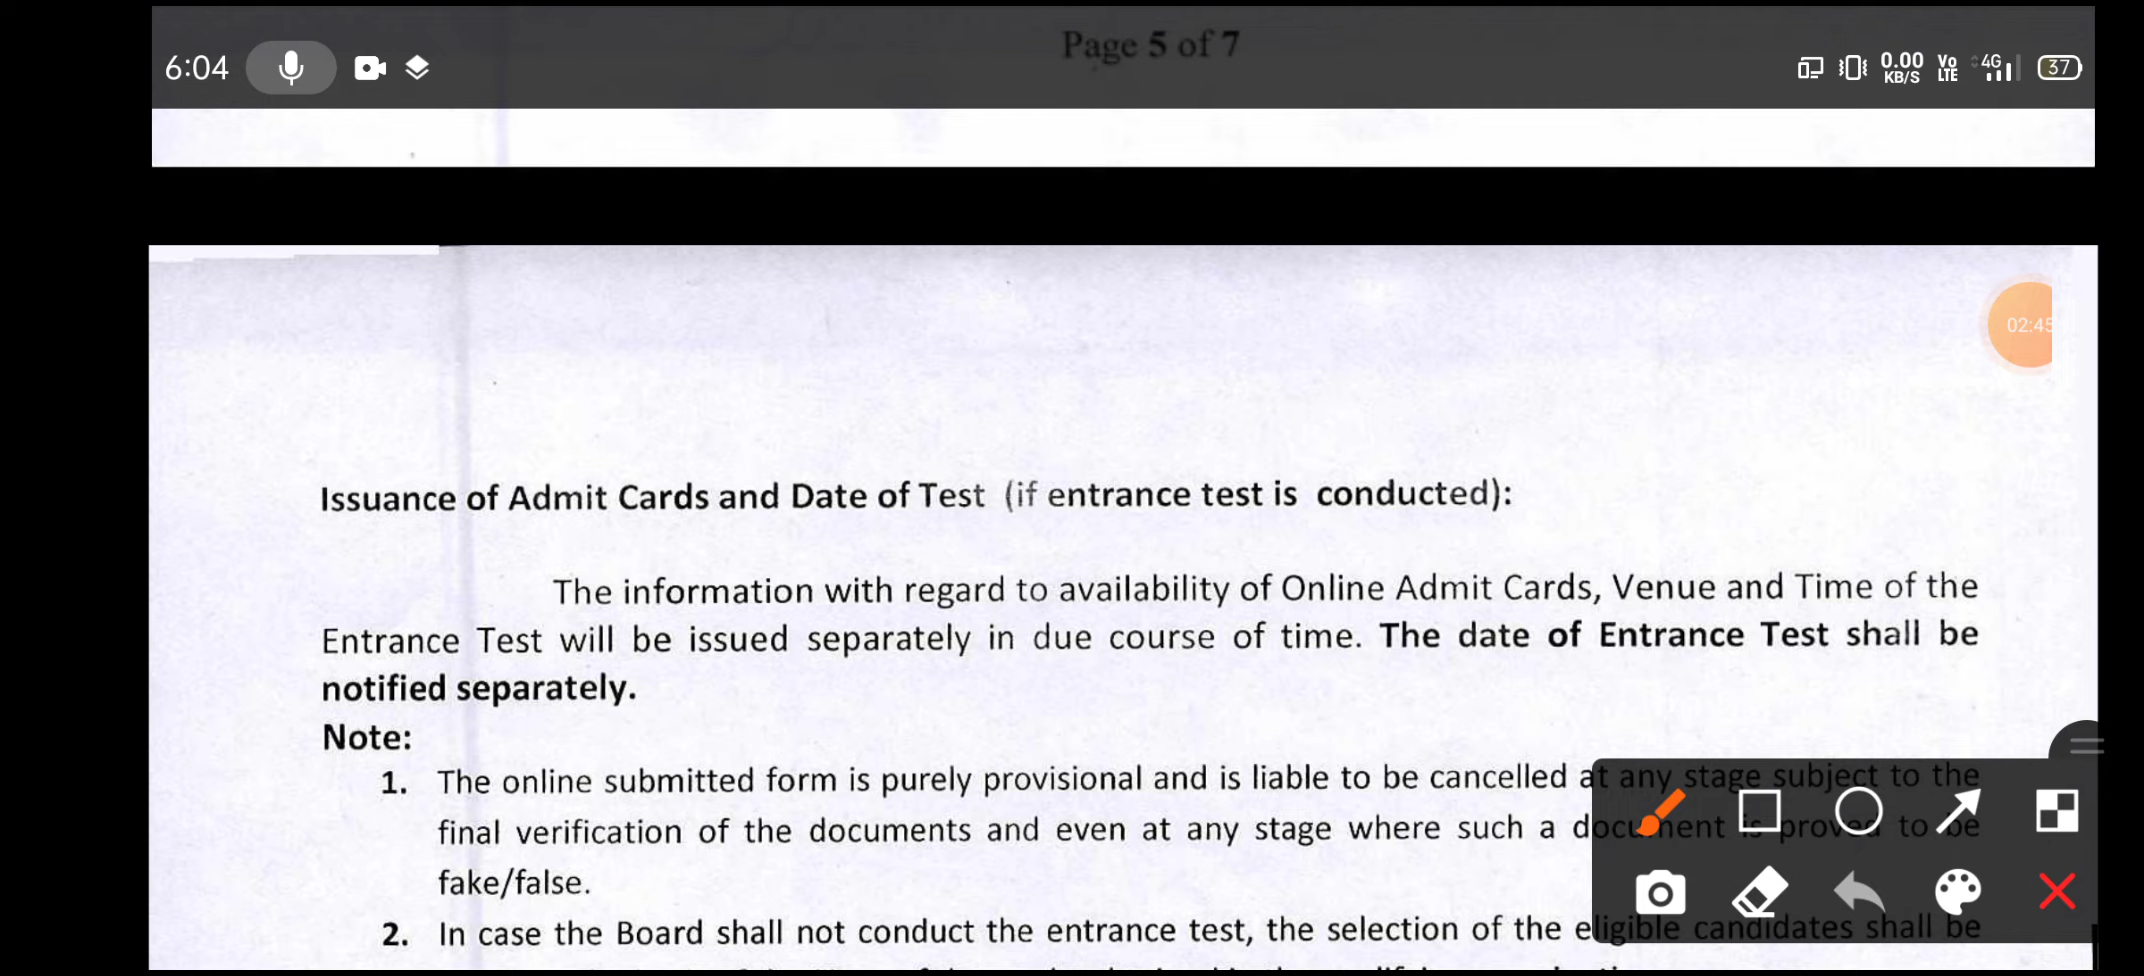 Page 5 of 7
6:04
0.00 KB/S
Vo LTE
4G
37
02:45
Issuance of Admit Cards and Date of Test (if entrance test is conducted):
The information with regard to availability of Online Admit Cards, Venue and Time of the
Entrance Test will be issued separately in due course of time. The date of Entrance Test shall be
notified separately.
Note:
1. The online submitted form is purely provisional and is liable to be cancelled at any stage subject to the
final verification of the documents and even at any stage where such a document is proved to be
fake/false.
2. In case the Board shall not conduct the entrance test, the selection of the eligible candidates shall be